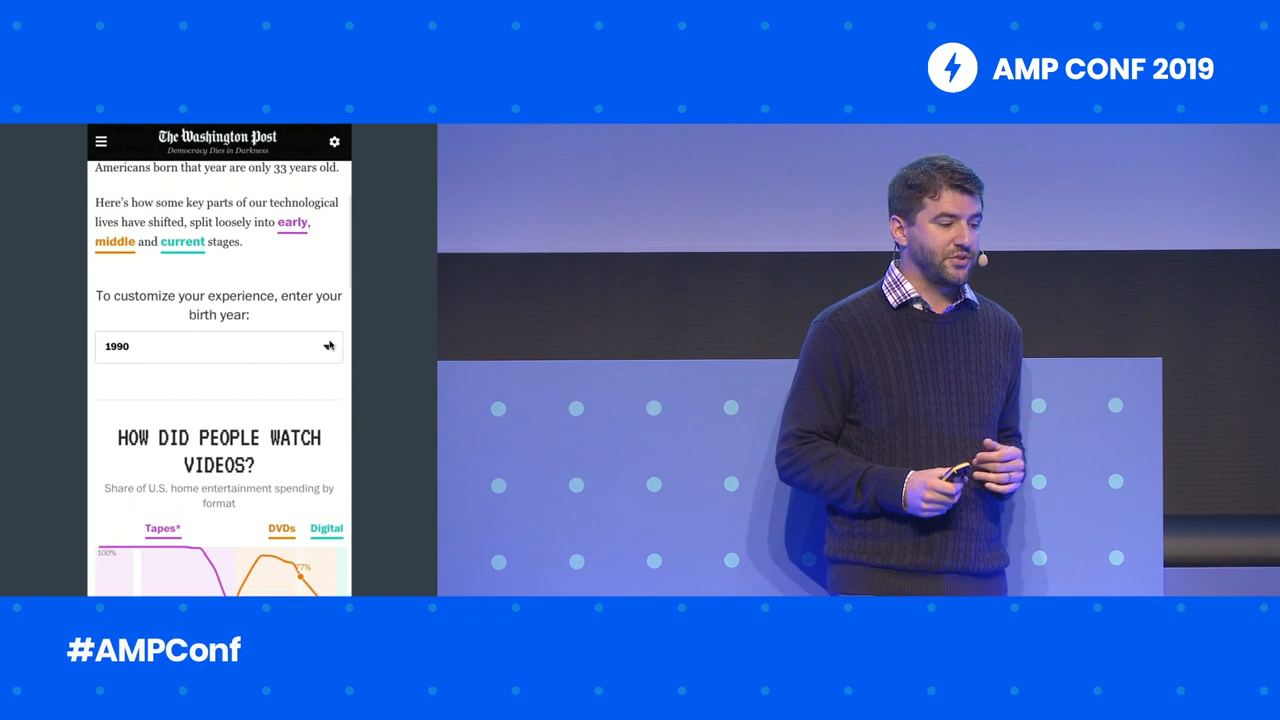 AMP CONF 2019
The Washington Post
Democracy Dies in Darkness
Americans born that year are only 33 years old.
Here's how some key parts of our technological
lives have shifted, split loosely into early,
middle and current stages.
To customize your experience, enter your
birth year:
1990
HOW DID PEOPLE WATCH
VIDEOS?
Share of U.S. home entertainment spending by
format
Tapes* DVDs Digital
100%
77%
#AMPConf